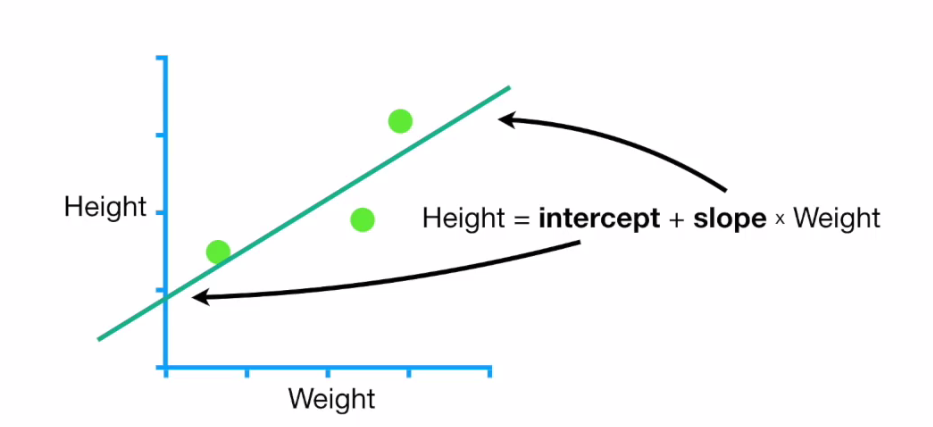 Height
Height = intercept + slope x Weight
Weight